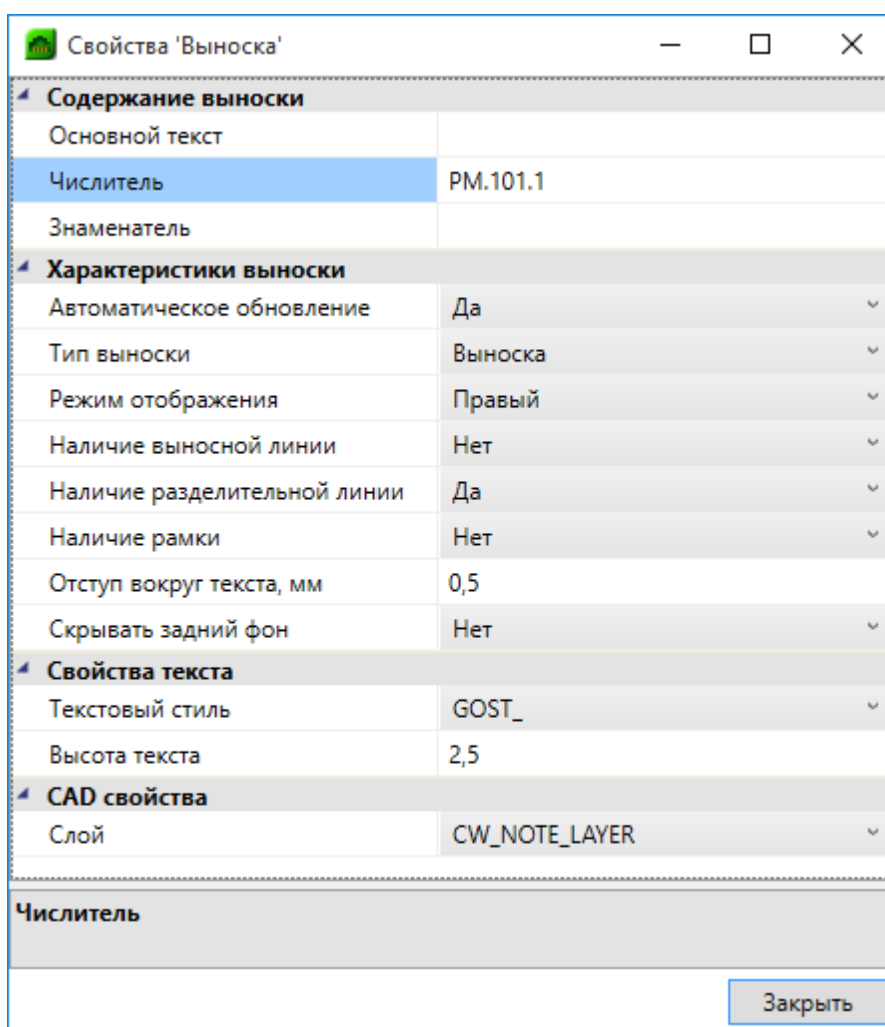 Свойства 'Выноска'
Содержание выноски
Основной текст
Числитель PM.101.1
Знаменатель
Характеристики выноски
Автоматическое обновление Да
Тип выноски Выноска
Режим отображения Правый
Наличие выносной линии Нет
Наличие разделительной линии Да
Наличие рамки Нет
Отступ вокруг текста, мм 0,5
Скрывать задний фон Нет
Свойства текста
Текстовый стиль GOST_
Высота текста 2,5
CAD свойства
Слой CW_NOTE_LAYER
Числитель
Закрыть